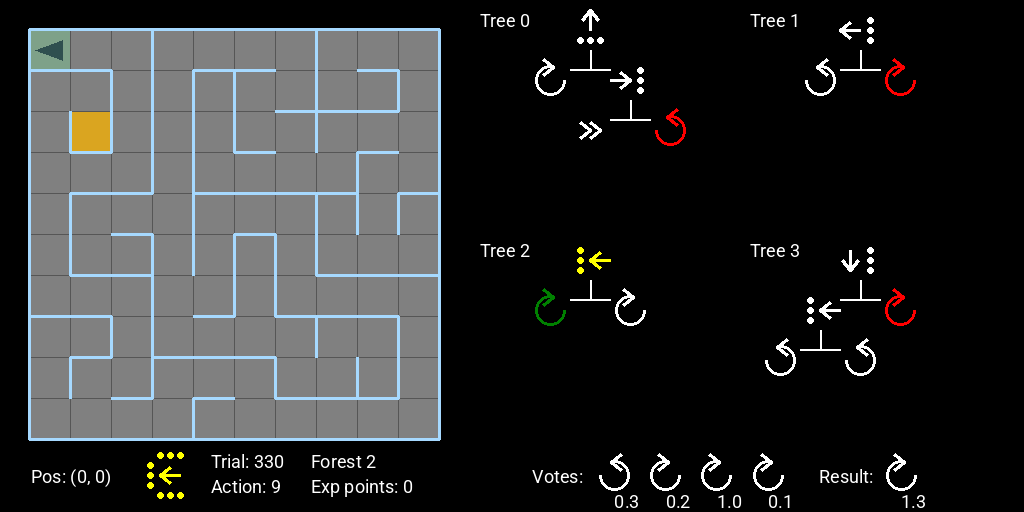 Tree 0
Tree 1
Tree 2
Tree 3
Pos: (0, 0)
Trial: 330
Forest 2
Action: 9
Exp points: 0
Votes:
0.3
0.2
1.0
0.1
Result:
1.3